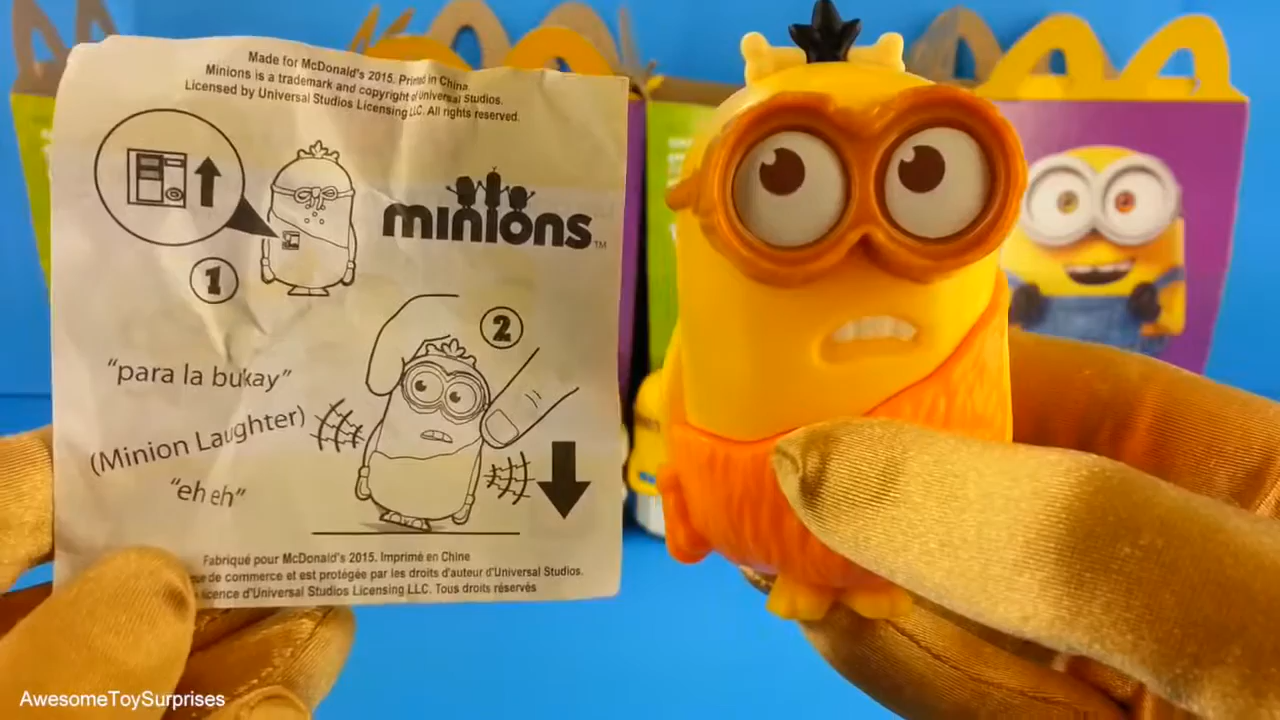 Made for McDonald's 2015. Printed in China.
Minions is a trademark and copyright of Universal Studios.
Licensed by Universal Studios Licensing LLC. All rights reserved.
minions™
1
2
"para la bukay"
(Minion Laughter)
"eh eh"
Fabriqué pour McDonald's 2015. Imprimé en Chine
de commerce et est protégée par les droits d'auteur d'Universal Studios.
licence d'Universal Studios Licensing LLC. Tous droits réservés
AwesomeToySurprises